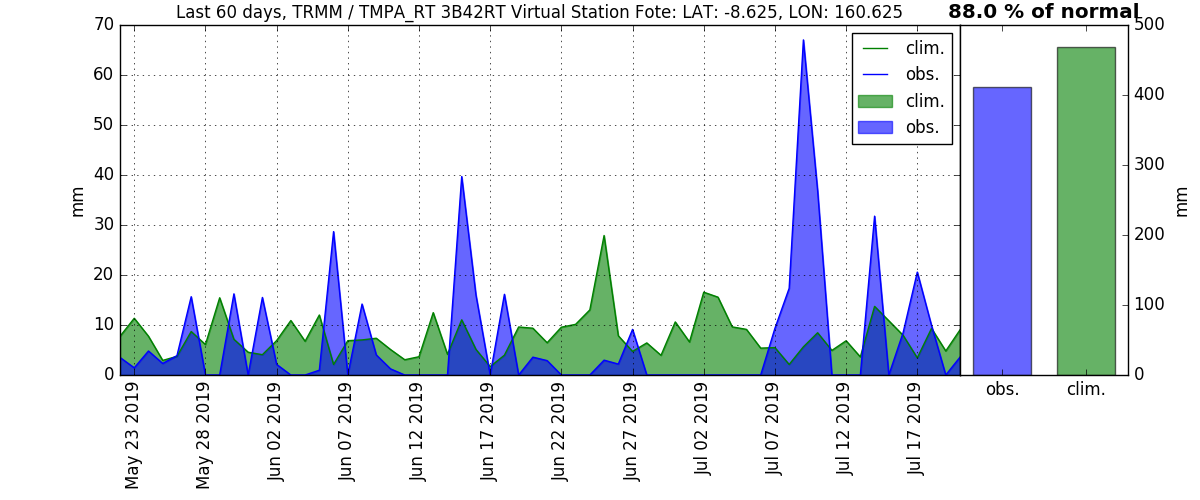 Last 60 days, TRMM / TMPA_RT 3B42RT Virtual Station Fote: LAT: -8.625, LON: 160.625
88.0 % of normal
70
60
50
40
30
20
10
0
mm
clim.
obs.
clim.
obs.
500
400
300
200
100
0
mm
obs.
clim.
May 23 2019
May 28 2019
Jun 02 2019
Jun 07 2019
Jun 12 2019
Jun 17 2019
Jun 22 2019
Jun 27 2019
Jul 02 2019
Jul 07 2019
Jul 12 2019
Jul 17 2019